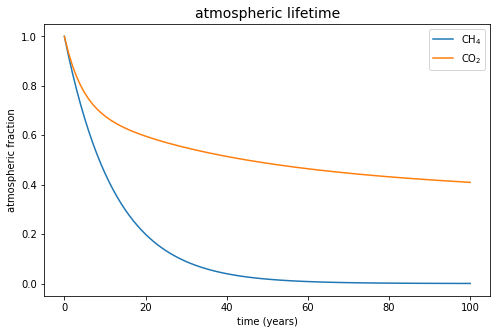 atmospheric lifetime
CH₄
CO₂
1.0
0.8
0.6
0.4
0.2
0.0
atmospheric fraction
0 20 40 60 80 100
time (years)